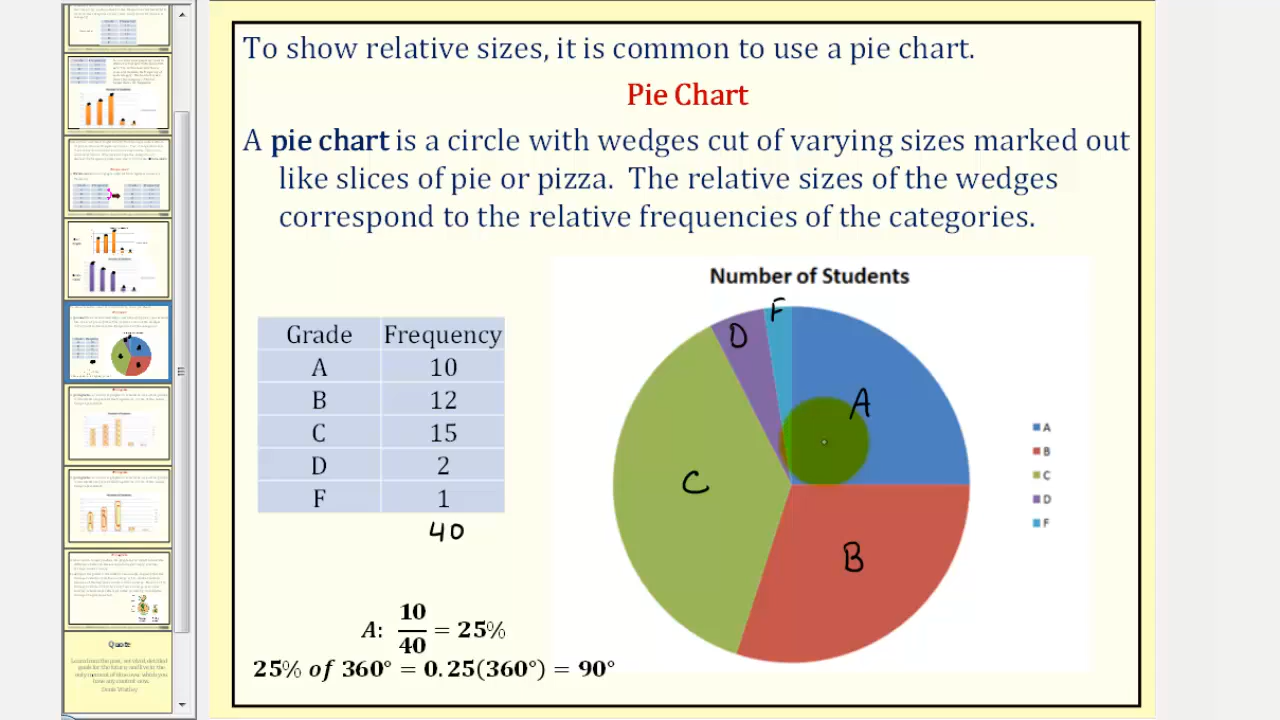 To show relative sizes, it is common to use a pie chart.
Pie Chart
A pie chart is a circle with wedges cut of varying sizes marked out
like slices of pie or pizza. The relative sizes of the wedges
correspond to the relative frequencies of the categories.
Number of Students
Grade Frequency
A 10
B 12
C 15
D 2
F 1
40
F
D
A
C
B
A
B
C
D
F
A: 10/40 = 25%
25% of 360° = 0.25(360°) = 90°
Quote